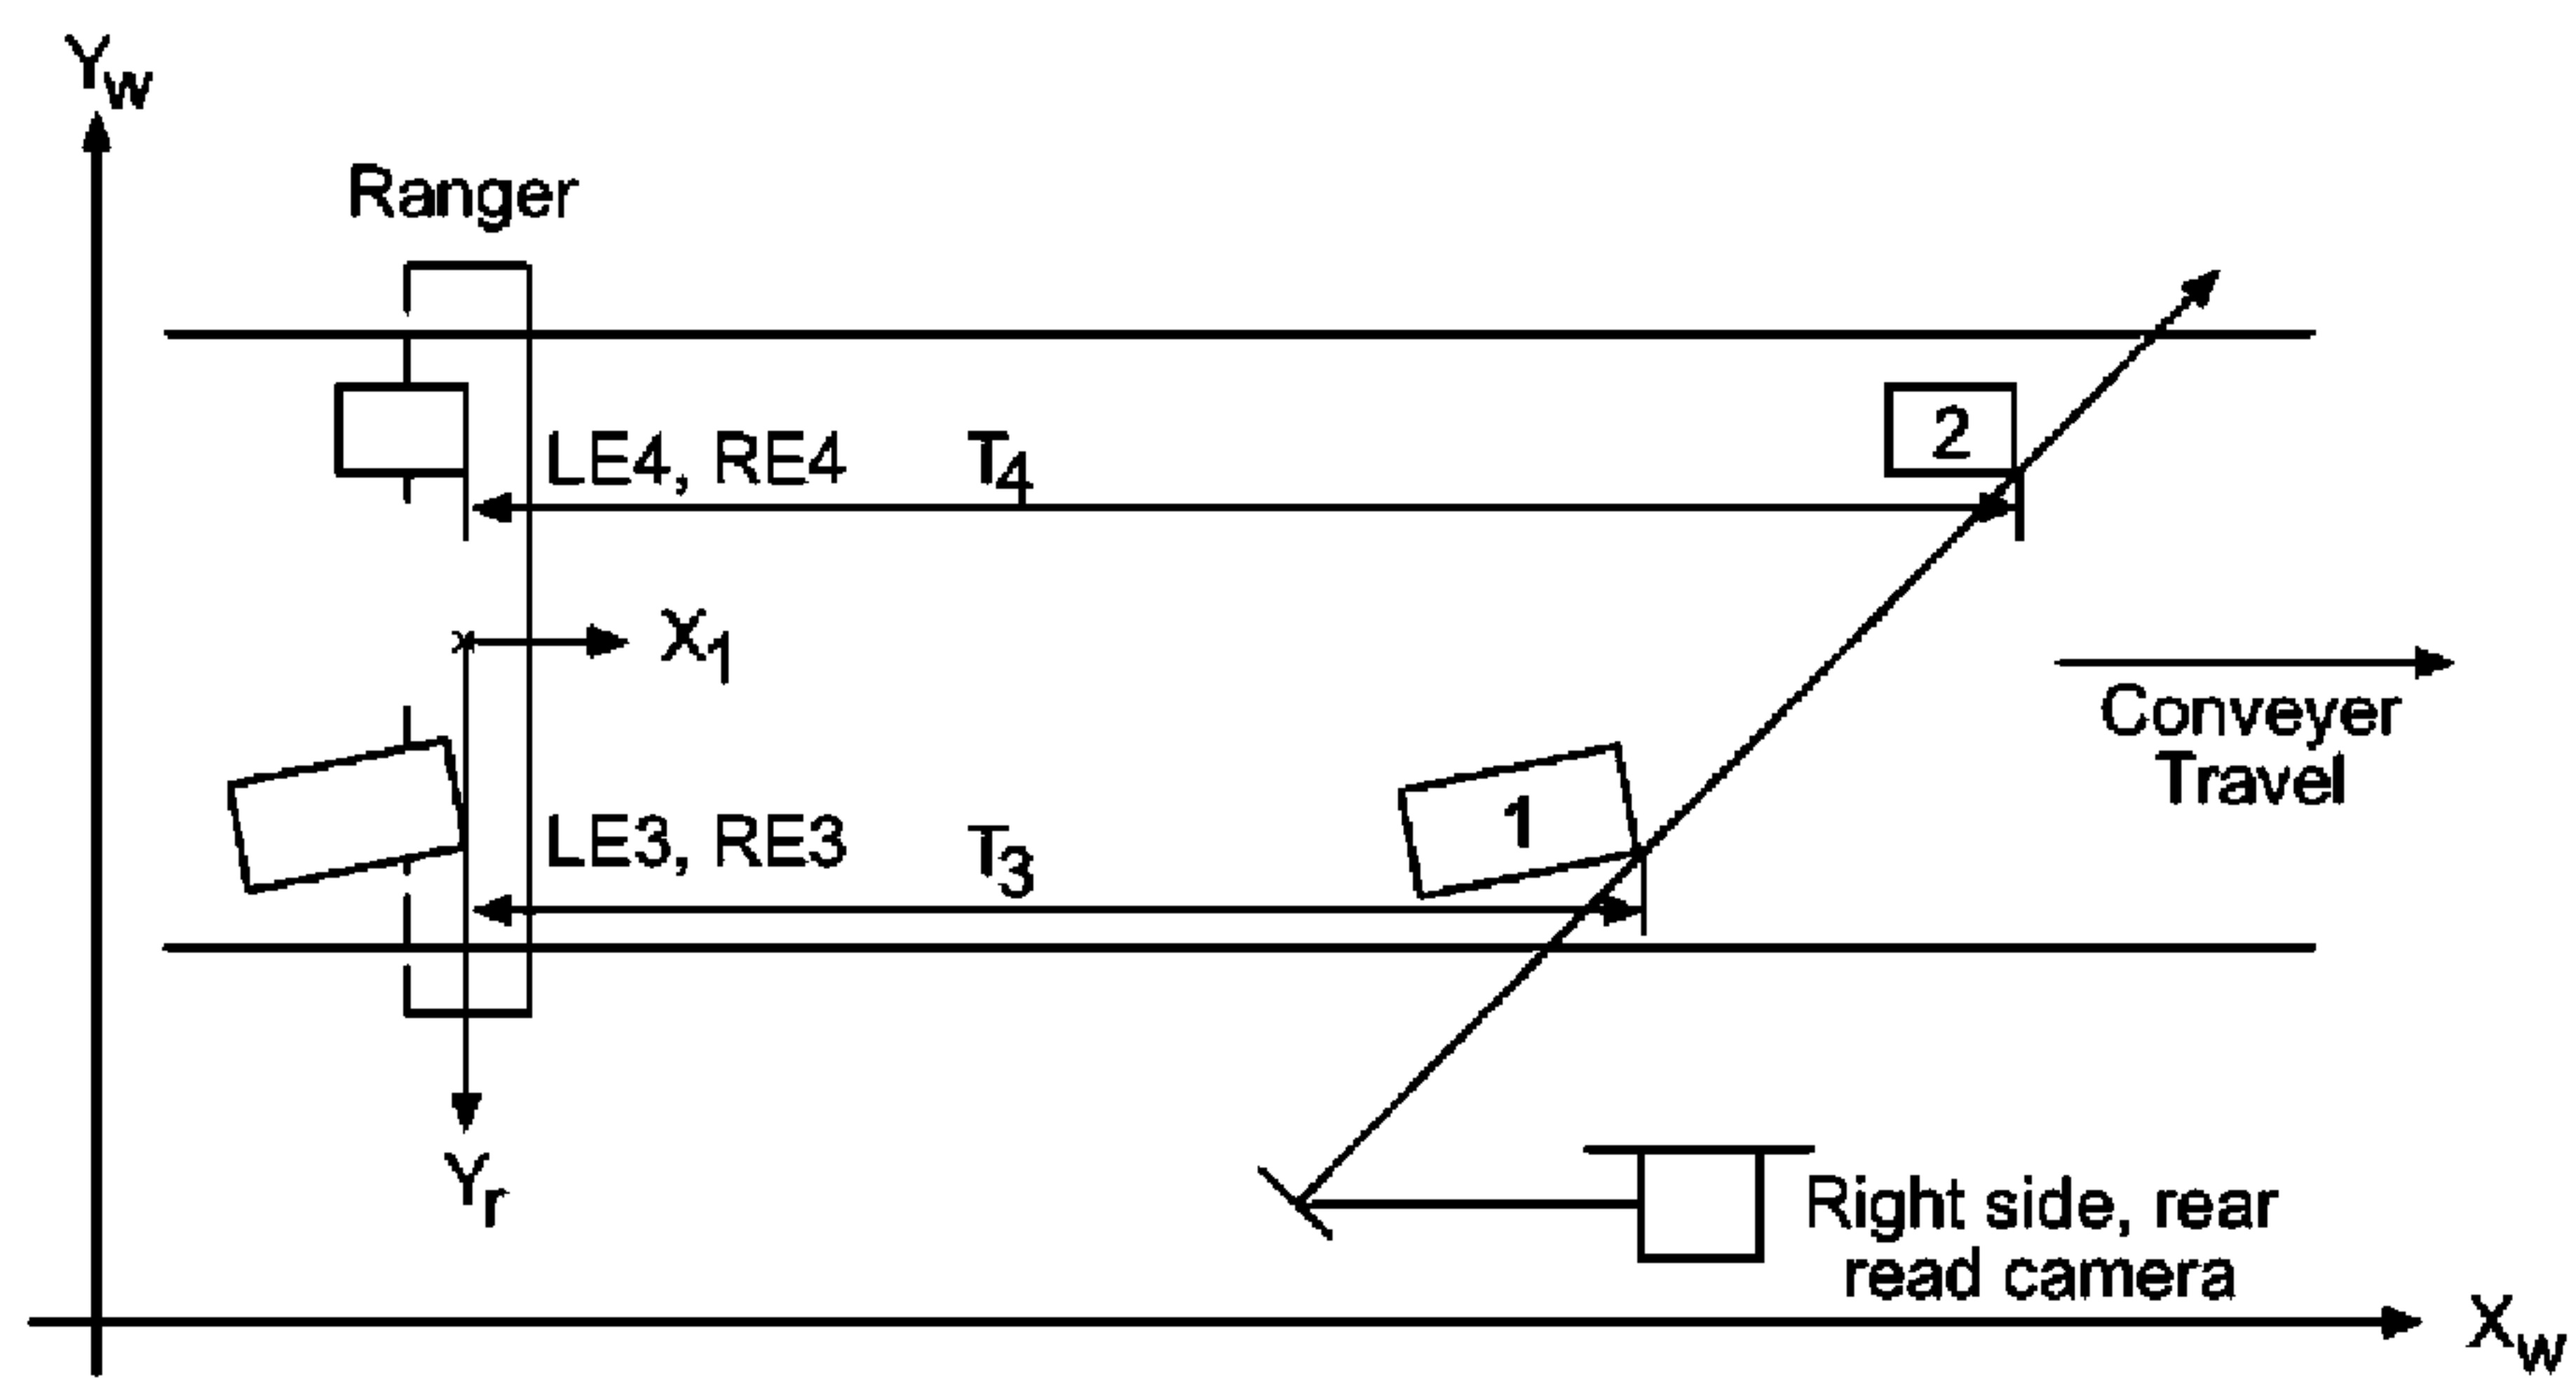 Yw
Ranger
LE4, RE4 T4
2
X1
Conveyer
Travel
LE3, RE3 T3
1
Yr
Right side, rear
read camera
Xw